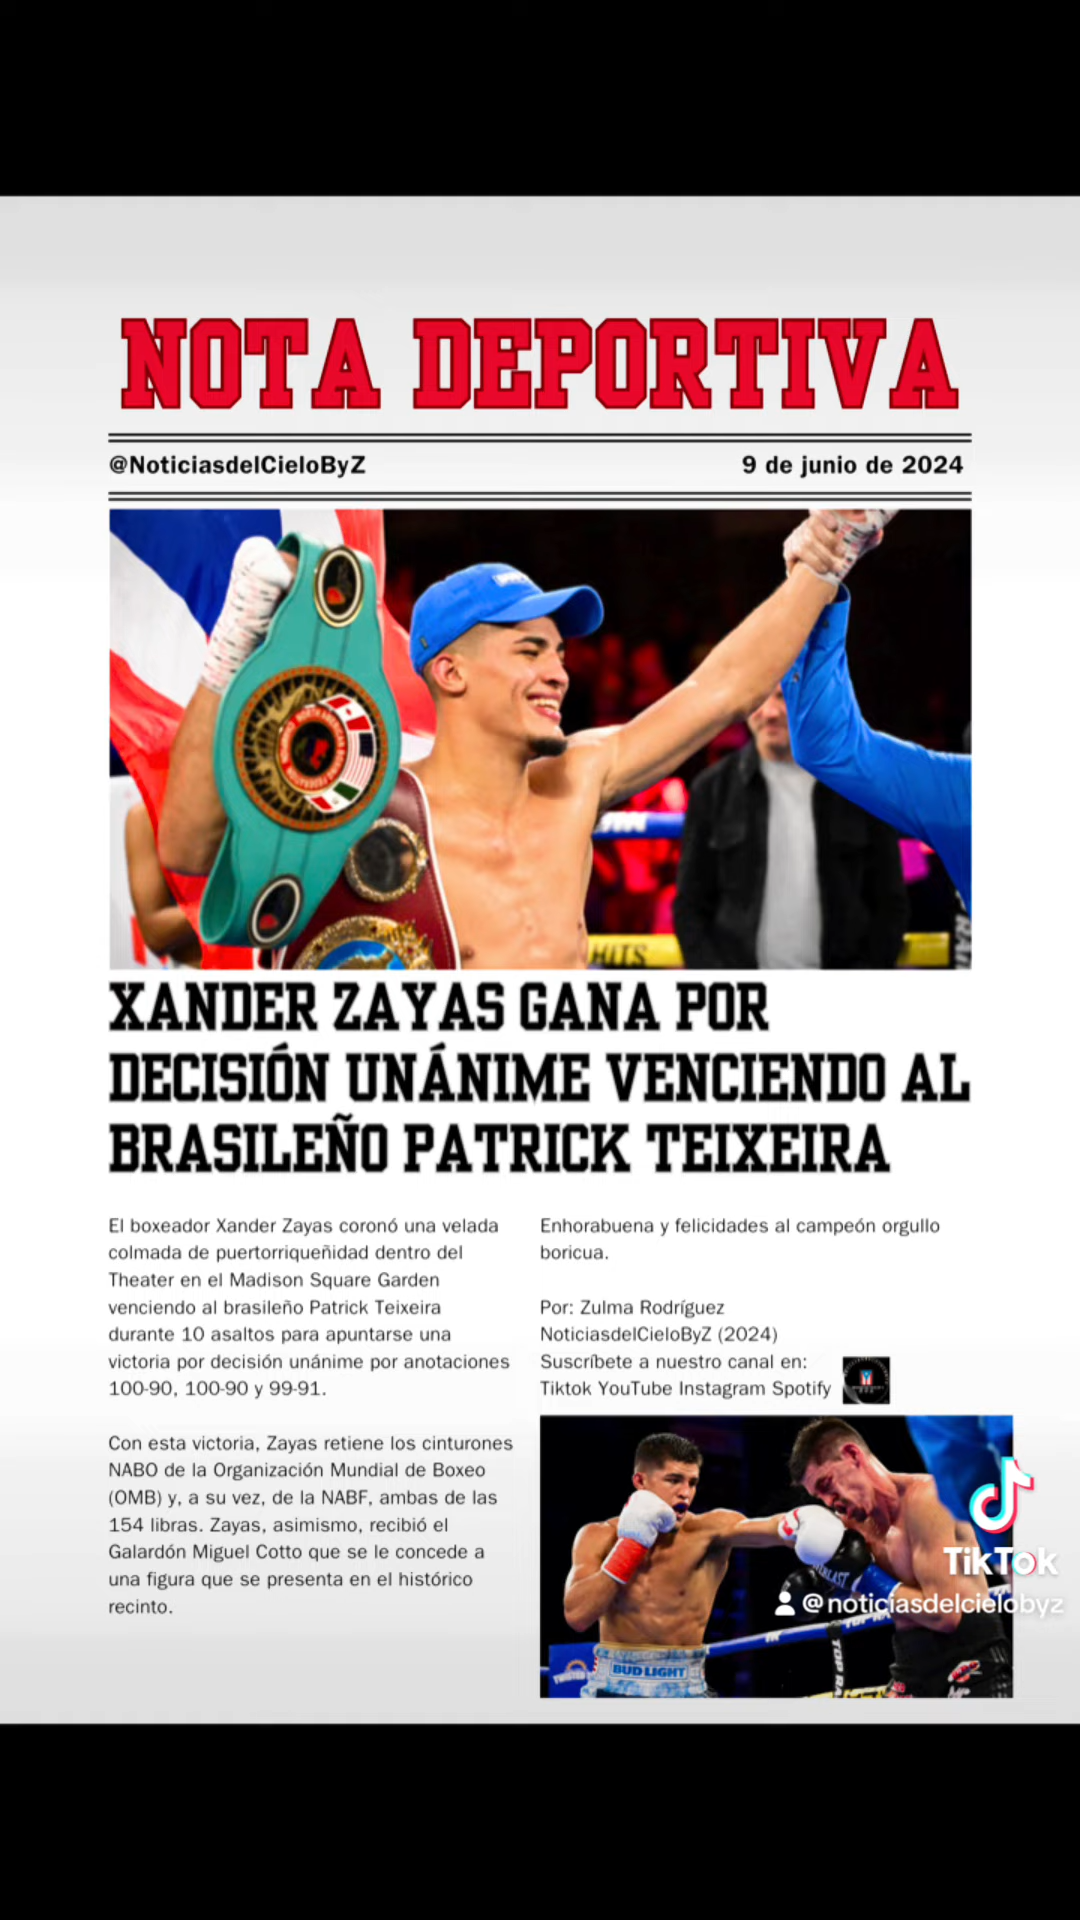 NOTA DEPORTIVA
@NoticiasdelCieloByZ
9 de junio de 2024
HITS
XANDER ZAYAS GANA POR
DECISIÓN UNÁNIME VENCIENDO AL
BRASILEÑO PATRICK TEIXEIRA
El boxeador Xander Zayas coronó una velada
colmada de puertorriqueñidad dentro del
Theater en el Madison Square Garden
venciendo al brasileño Patrick Teixeira
durante 10 asaltos para apuntarse una
victoria por decisión unánime por anotaciones
100-90, 100-90 y 99-91.
Con esta victoria, Zayas retiene los cinturones
NABO de la Organización Mundial de Boxeo
(OMB) y, a su vez, de la NABF, ambas de las
154 libras. Zayas, asimismo, recibió el
Galardón Miguel Cotto que se le concede a
una figura que se presenta en el histórico
recinto.
Enhorabuena y felicidades al campeón orgullo
boricua.
Por: Zulma Rodríguez
NoticiasdelCieloByZ (2024)
Suscríbete a nuestro canal en:
Tiktok YouTube Instagram Spotify
BUD LIGHT
TOP RA
TikTok
@noticiasdelcielobyz